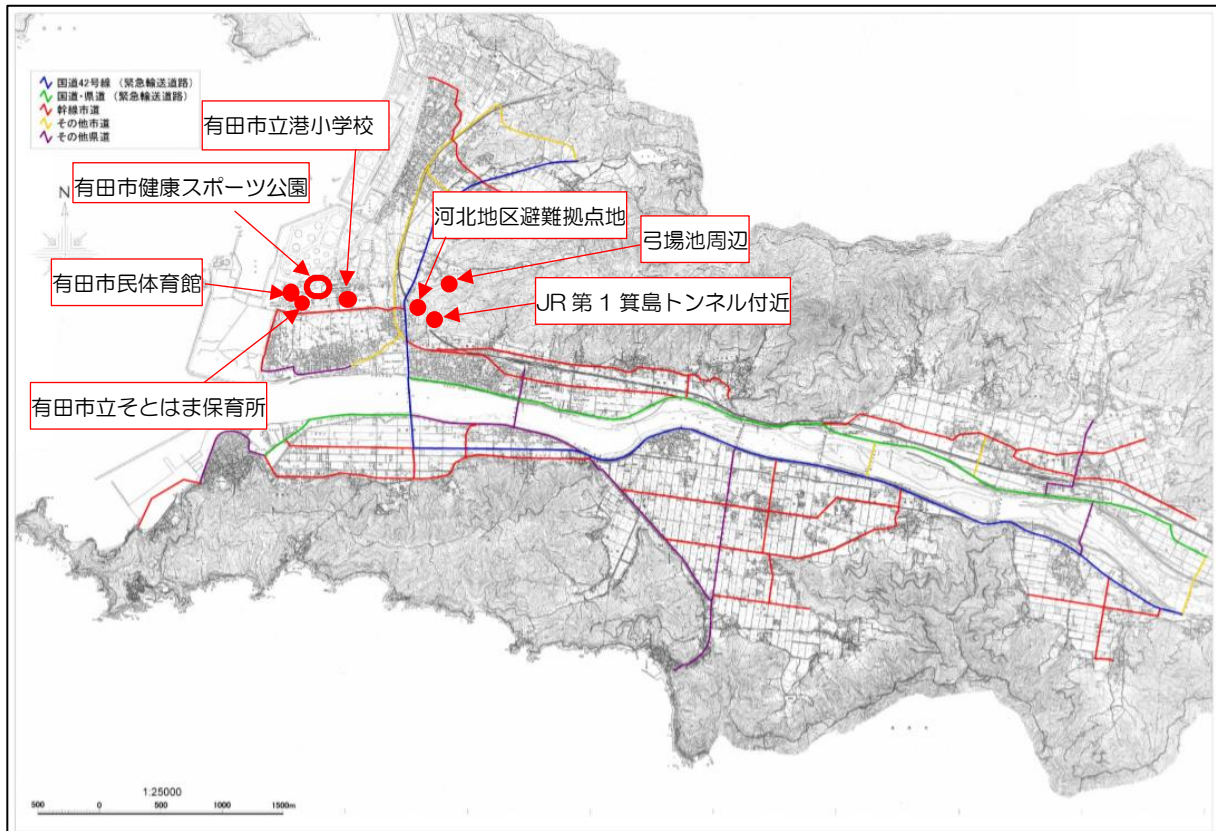 国道42号線 (緊急輸送道路)
国道・県道 (緊急輸送道路)
幹線市道
その他市道
その他県道
有田市立港小学校
有田市健康スポーツ公園
N
河北地区避難拠点地
弓場池周辺
有田市民体育館
JR第1箕島トンネル付近
有田市立そとはま保育所
1:25000
500 0 500 1000 1500m